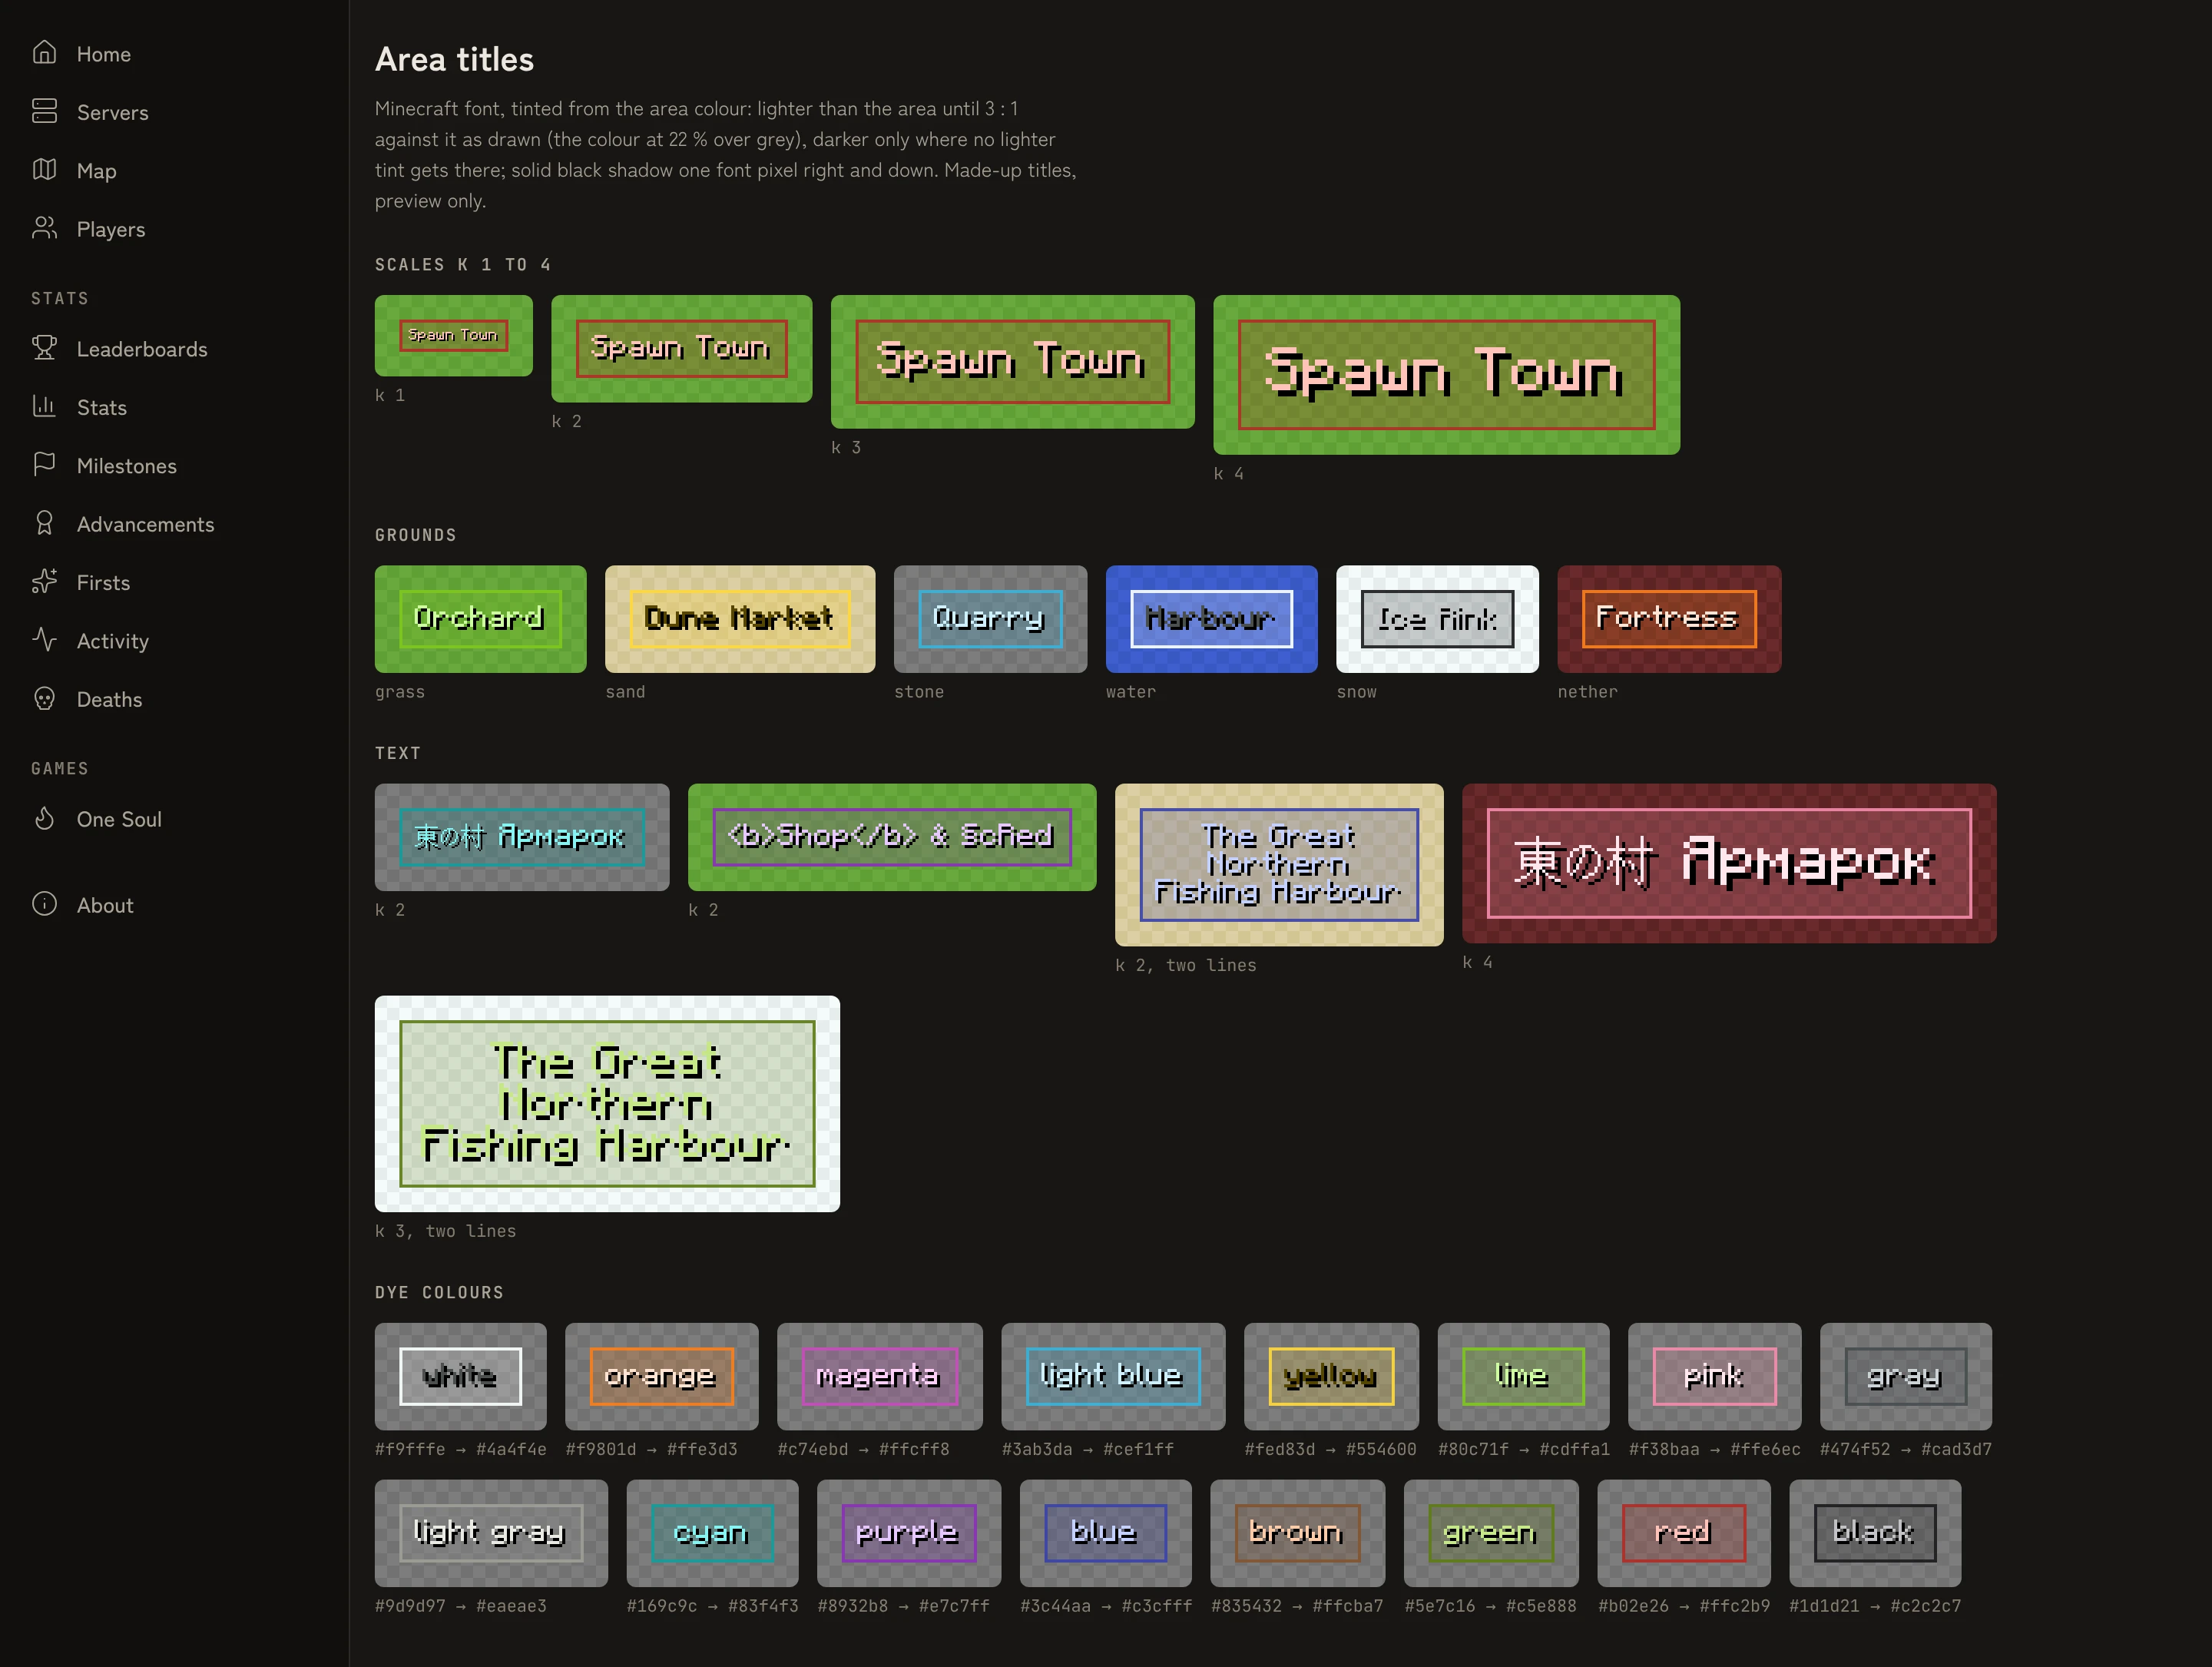 Home
Servers
Map
Players
STATS
Leaderboards
Stats
Milestones
Advancements
Firsts
Activity
Deaths
GAMES
One Soul
About
Area titles
Minecraft font, tinted from the area colour: lighter than the area until 3 : 1
against it as drawn (the colour at 22 % over grey), darker only where no lighter
tint gets there; solid black shadow one font pixel right and down. Made-up titles,
preview only.
SCALES K 1 TO 4
Spawn Town
k 1
Spawn Town
k 2
Spawn Town
k 3
Spawn Town
k 4
GROUNDS
Orchard
grass
Dune Market
sand
Quarry
stone
Harbour
water
Ice Rink
snow
Fortress
nether
TEXT
東の村 Ярмарок
k 2
<b>Shop</b> & §cRed
k 2
The Great
Northern
Fishing Harbour
k 2, two lines
東の村 Ярмарок
k 4
The Great
Northern
Fishing Harbour
k 3, two lines
DYE COLOURS
white
#f9fffe → #4a4f4e
orange
#f9801d → #ffe3d3
magenta
#c74ebd → #ffcff8
light blue
#3ab3da → #cef1ff
yellow
#fed83d → #554600
lime
#80c71f → #cdffa1
pink
#f38baa → #ffe6ec
gray
#474f52 → #cad3d7
light gray
#9d9d97 → #eaeae3
cyan
#169c9c → #83f4f3
purple
#8932b8 → #e7c7ff
blue
#3c44aa → #c3cfff
brown
#835432 → #ffcba7
green
#5e7c16 → #c5e888
red
#b02e26 → #ffc2b9
black
#1d1d21 → #c2c2c7